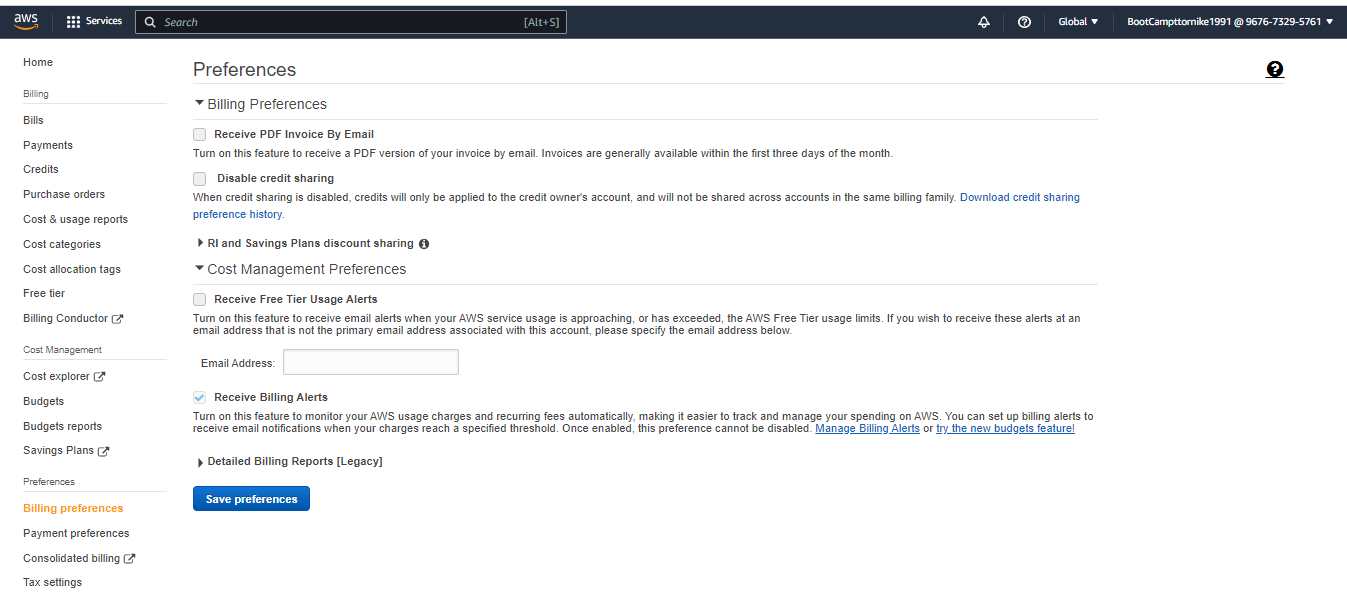 aws Services Search [Alt+S] Global BootCampttornike1991 @ 9676-7329-5761
Home
Billing
Bills
Payments
Credits
Purchase orders
Cost & usage reports
Cost categories
Cost allocation tags
Free tier
Billing Conductor
Cost Management
Cost explorer
Budgets
Budgets reports
Savings Plans
Preferences
Billing preferences
Payment preferences
Consolidated billing
Tax settings
Preferences
Billing Preferences
Receive PDF Invoice By Email
Turn on this feature to receive a PDF version of your invoice by email. Invoices are generally available within the first three days of the month.
Disable credit sharing
When credit sharing is disabled, credits will only be applied to the credit owner's account, and will not be shared across accounts in the same billing family. Download credit sharing
preference history.
RI and Savings Plans discount sharing
Cost Management Preferences
Receive Free Tier Usage Alerts
Turn on this feature to receive email alerts when your AWS service usage is approaching, or has exceeded, the AWS Free Tier usage limits. If you wish to receive these alerts at an
email address that is not the primary email address associated with this account, please specify the email address below.
Email Address:
Receive Billing Alerts
Turn on this feature to monitor your AWS usage charges and recurring fees automatically, making it easier to track and manage your spending on AWS. You can set up billing alerts to
receive email notifications when your charges reach a specified threshold. Once enabled, this preference cannot be disabled. Manage Billing Alerts or try the new budgets feature!
Detailed Billing Reports [Legacy]
Save preferences